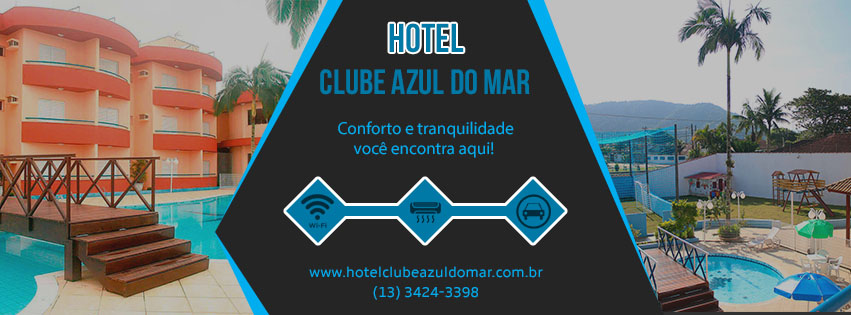 HOTEL
CLUBE AZUL DO MAR
Conforto e tranquilidade
você encontra aqui!
Wi-Fi
www.hotelclubeazuldomar.com.br
(13) 3424-3398